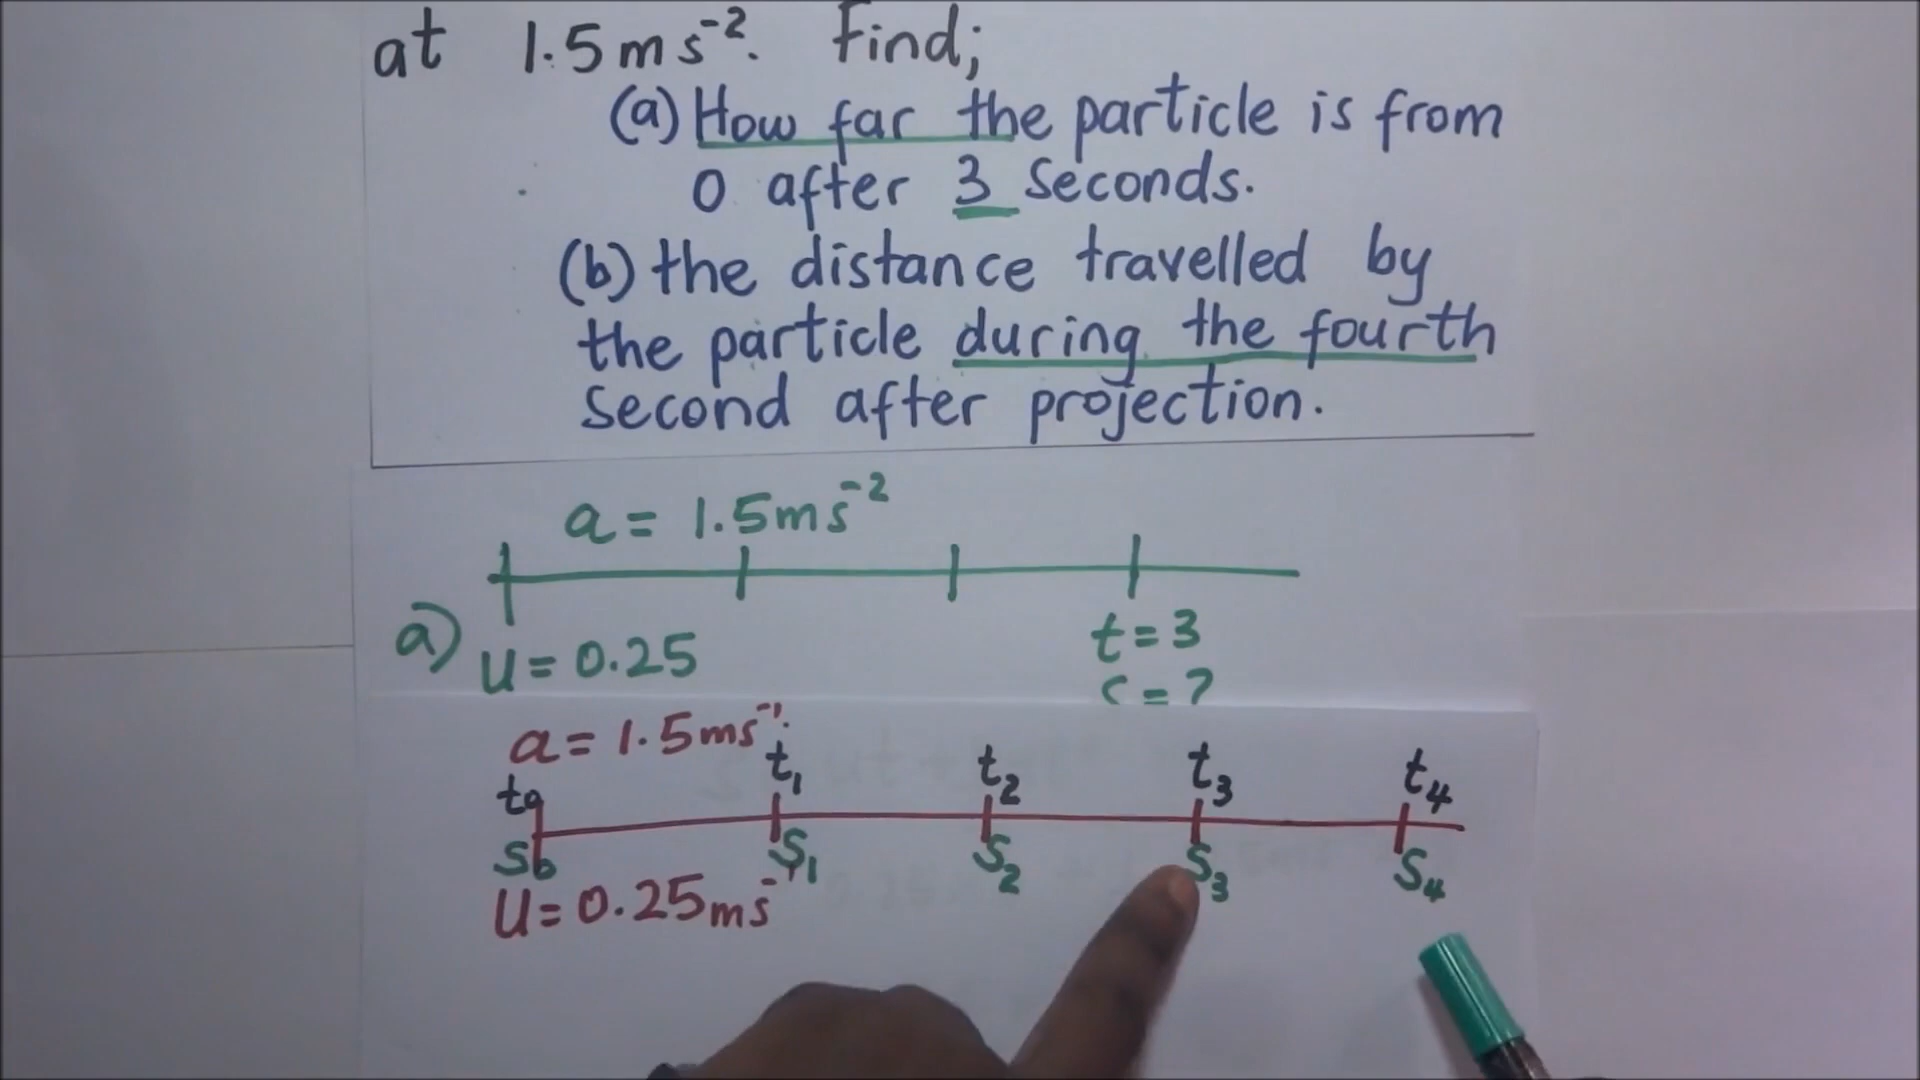 at 1.5ms⁻². Find;
(a) How far the particle is from
0 after 3 seconds.
(b) the distance travelled by
the particle during the fourth
second after projection.
a = 1.5ms⁻²
a) u = 0.25
t = 3
s = ?
a = 1.5ms⁻¹.
t₀ t₁ t₂ t₃ t₄
S₀ S₁ S₂ S₃ S₄
U = 0.25ms⁻